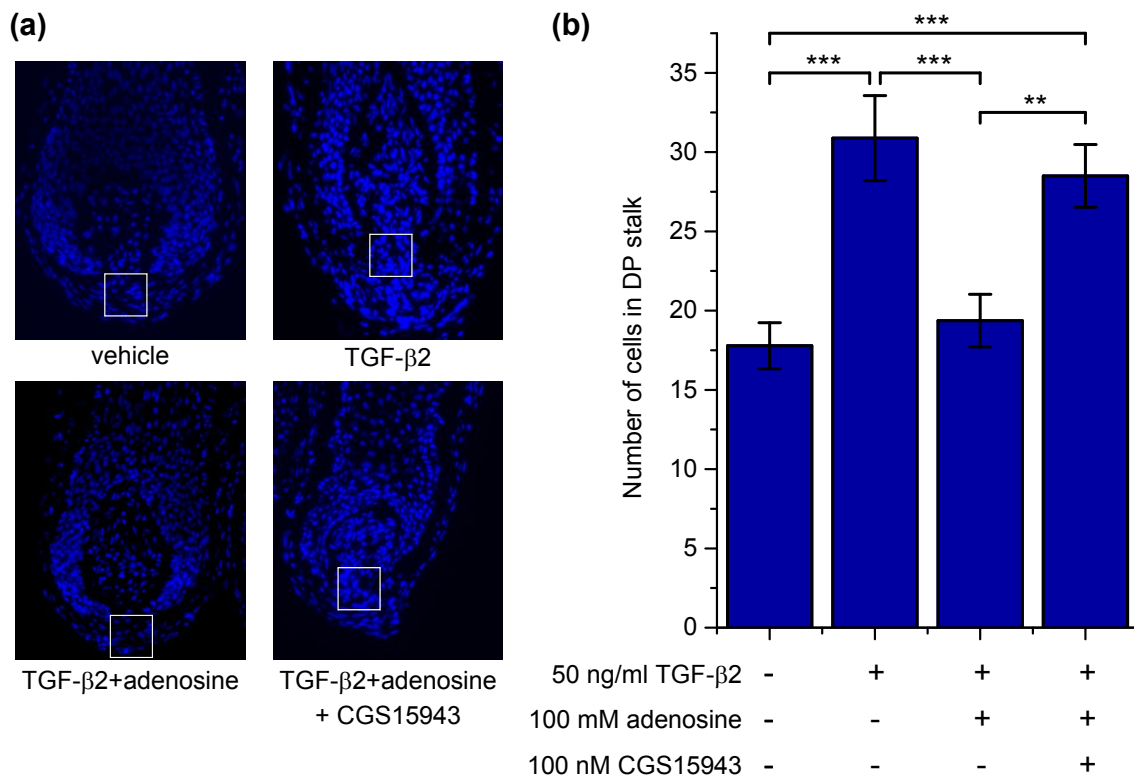 (a)
vehicle
TGF-β2
TGF-β2+adenosine
TGF-β2+adenosine
+ CGS15943
(b)
***
*** ***
**
35
30
25
20
15
10
5
0
Number of cells in DP stalk
50 ng/ml TGF-β2 - + + +
100 mM adenosine - - + +
100 nM CGS15943 - - - +